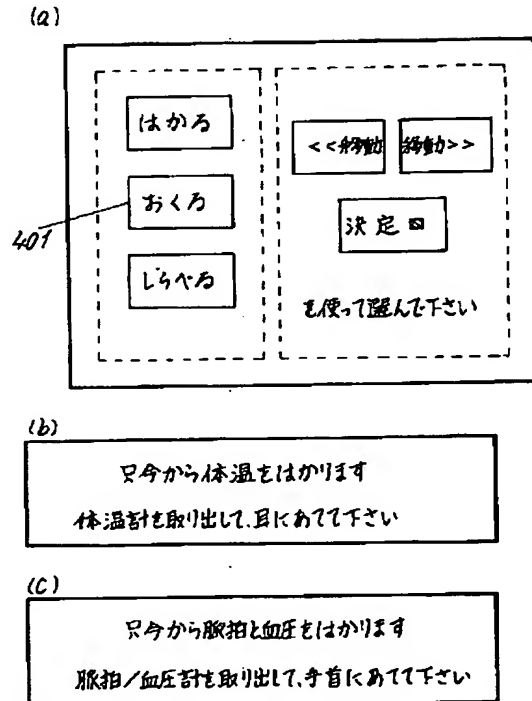 (a)
はかる
おくる
しらべる
401
<<移動 移動>>
決定
を使って選んで下さい
(b)
只今から体温をはかります
体温計を取り出して、耳にあてて下さい
(C)
只今から脈拍と血圧をはかります
脈拍/血圧計を取り出して、手首にあてて下さい